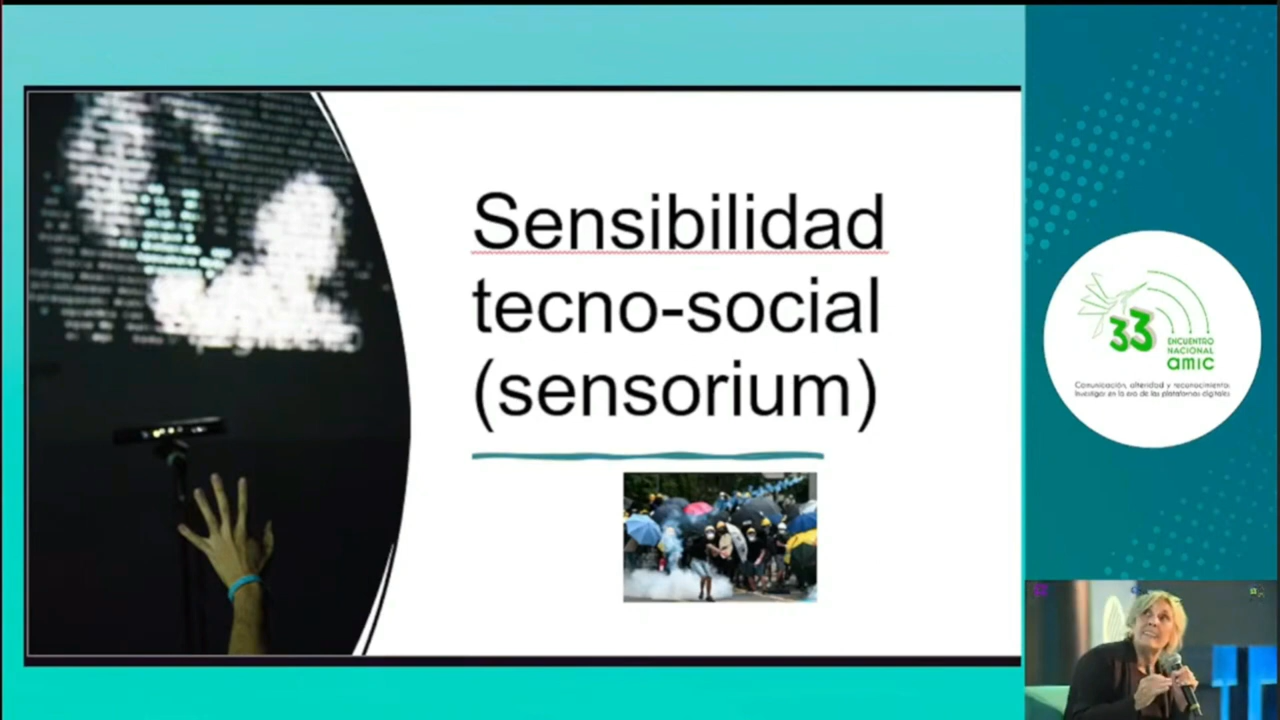 Sensibilidad
tecno-social
(sensorium)
33
ENCUENTRO
NACIONAL
amic
Comunicación, alteridad y reconocimiento:
Investigar en la era de las plataformas digitales